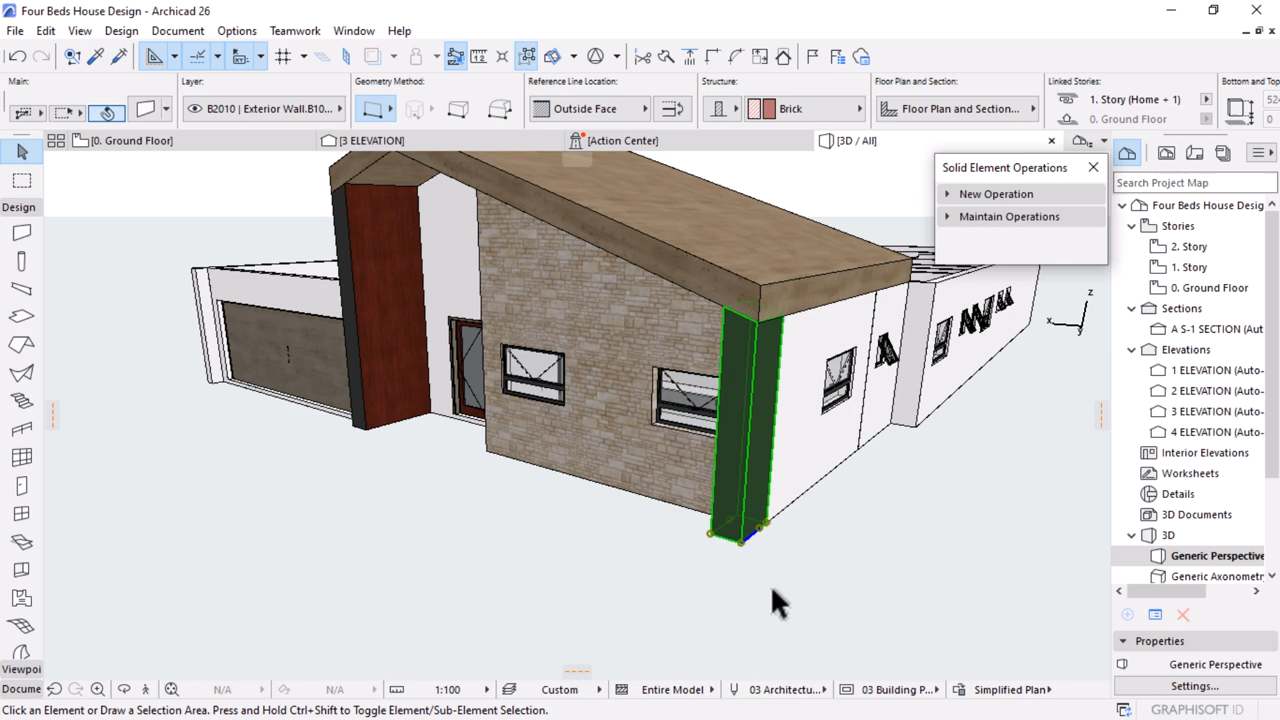 Four Beds House Design - Archicad 26
File Edit View Design Document Options Teamwork Window Help
Main: Layer: Geometry Method: Reference Line Location: Structure: Floor Plan and Section: Linked Stories: Bottom and Top
B2010 | Exterior Wall.B10... Outside Face Brick Floor Plan and Section... 1. Story (Home + 1)
0. Ground Floor
[0. Ground Floor] [3 ELEVATION] [Action Center] [3D / All]
Solid Element Operations
New Operation
Maintain Operations
Design
Viewpoi
Docume
x y z
Search Project Map
Four Beds House Desig
Stories
2. Story
1. Story
0. Ground Floor
Sections
A S-1 SECTION (Aut
Elevations
1 ELEVATION (Auto-
2 ELEVATION (Auto-
3 ELEVATION (Auto-
4 ELEVATION (Auto-
Interior Elevations
Worksheets
Details
3D Documents
3D
Generic Perspective
Generic Axonometr
Properties
Generic Perspective
Settings...
N/A N/A 1:100 Custom Entire Model 03 Architectu... 03 Building P... Simplified Plan
Click an Element or Draw a Selection Area. Press and Hold Ctrl+Shift to Toggle Element/Sub-Element Selection.
GRAPHISOFT ID